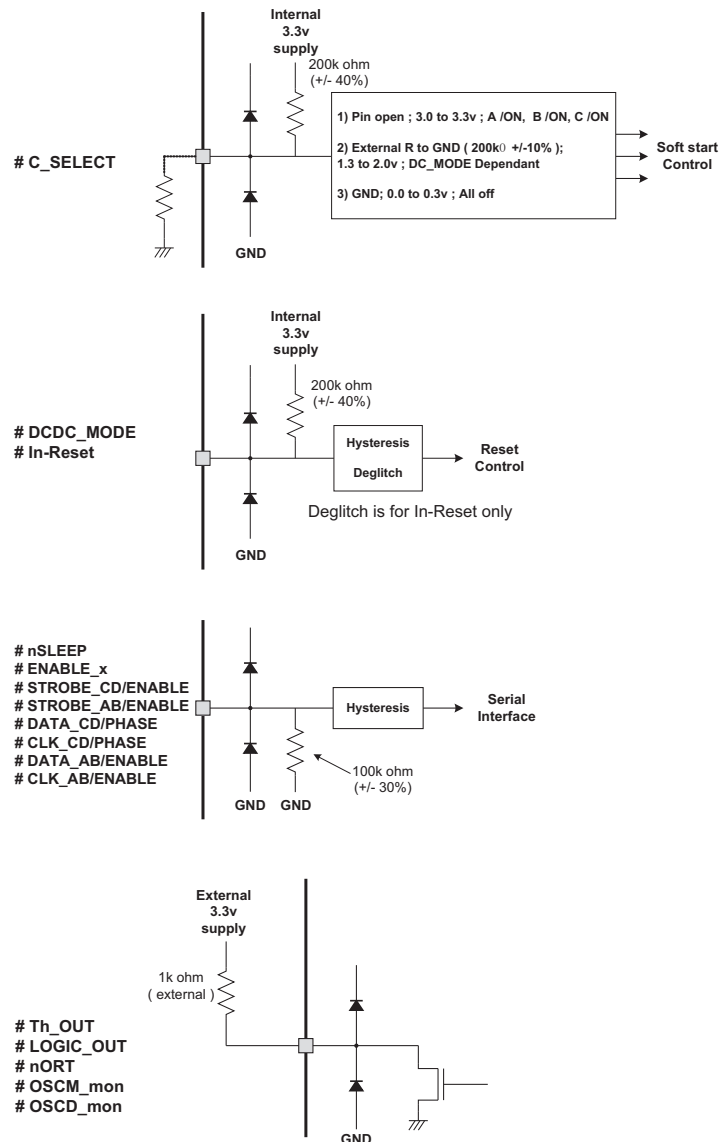 Internal
3.3v
supply
200k ohm
(+/- 40%)
# C_SELECT
1) Pin open ; 3.0 to 3.3v ; A /ON, B /ON, C /ON
2) External R to GND ( 200kΩ +/-10% );
1.3 to 2.0v ; DC_MODE Dependant
3) GND; 0.0 to 0.3v ; All off
Soft start
Control
GND
Internal
3.3v
supply
200k ohm
(+/- 40%)
# DCDC_MODE
# In-Reset
Hysteresis
Deglitch
Reset
Control
Deglitch is for In-Reset only
GND
# nSLEEP
# ENABLE_x
# STROBE_CD/ENABLE
# STROBE_AB/ENABLE
# DATA_CD/PHASE
# CLK_CD/PHASE
# DATA_AB/ENABLE
# CLK_AB/ENABLE
Hysteresis
Serial
Interface
100k ohm
(+/- 30%)
GND GND
External
3.3v
supply
1k ohm
( external )
# Th_OUT
# LOGIC_OUT
# nORT
# OSCM_mon
# OSCD_mon
GND